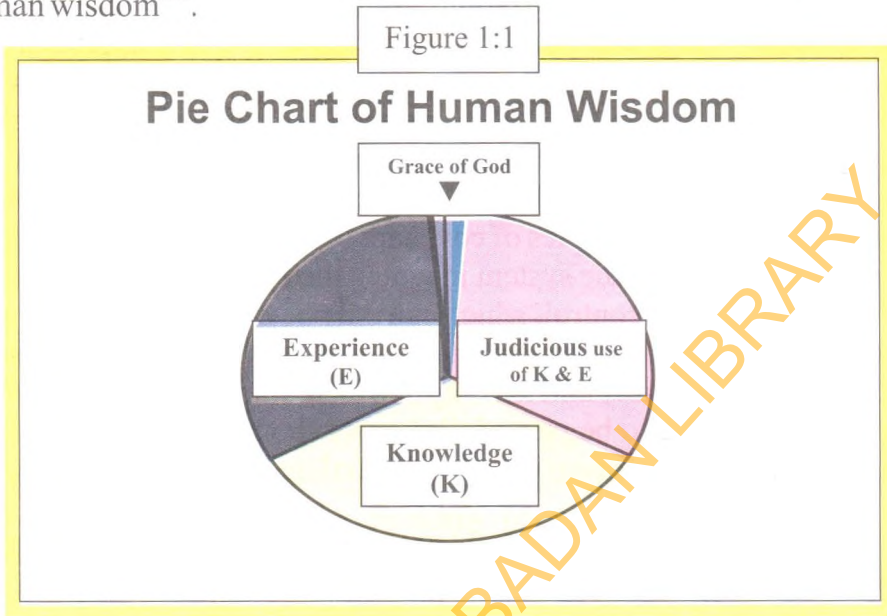 man wisdom .
Figure 1:1
Pie Chart of Human Wisdom
Grace of God
Experience
(E)
Judicious use
of K & E
Knowledge
(K)
BADAN LIBRARY